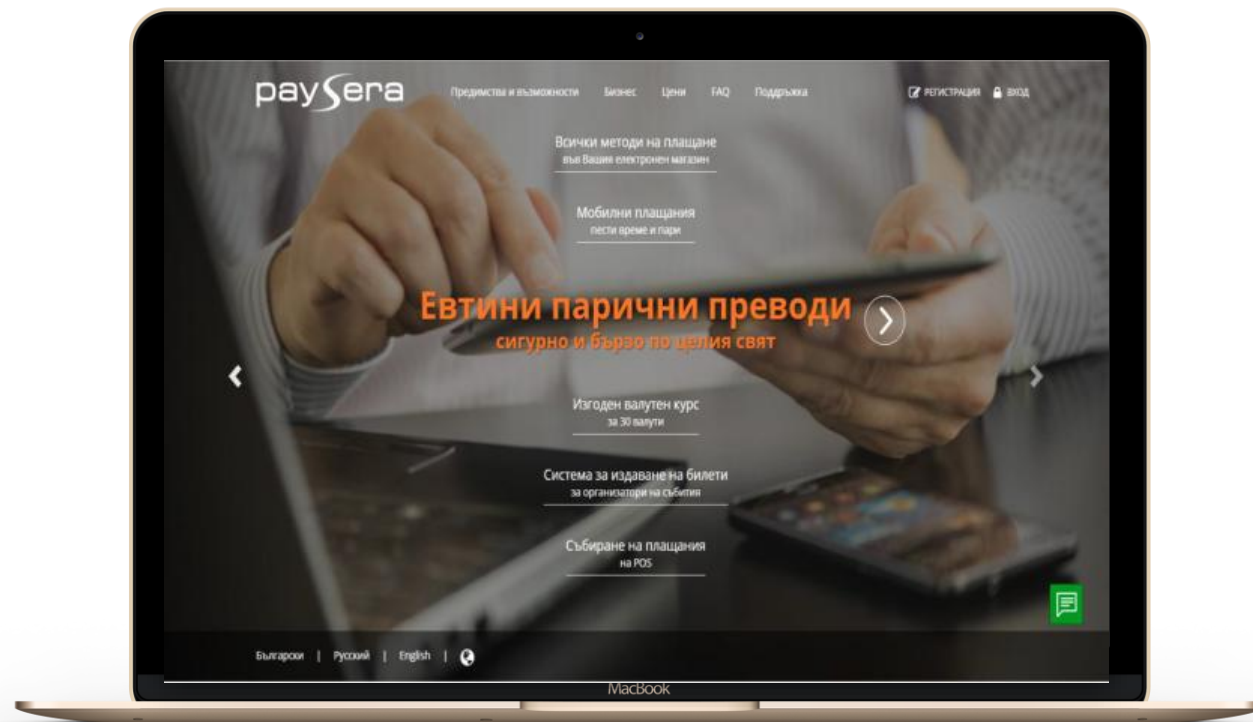 paysera
Предимства и възможности Бизнес Цени FAQ Поддръжка
РЕГИСТРАЦИЯ ВХОД
Всички методи на плащане
във Вашия електронен магазин
Мобилни плащания
пести време и пари
Евтини парични преводи
сигурно и бързо по целия свят
Изгоден валутен курс
за 30 валути
Система за издаване на билети
за организатори на събития
Събиране на плащания
на POS
Български | Русский | English |
MacBook